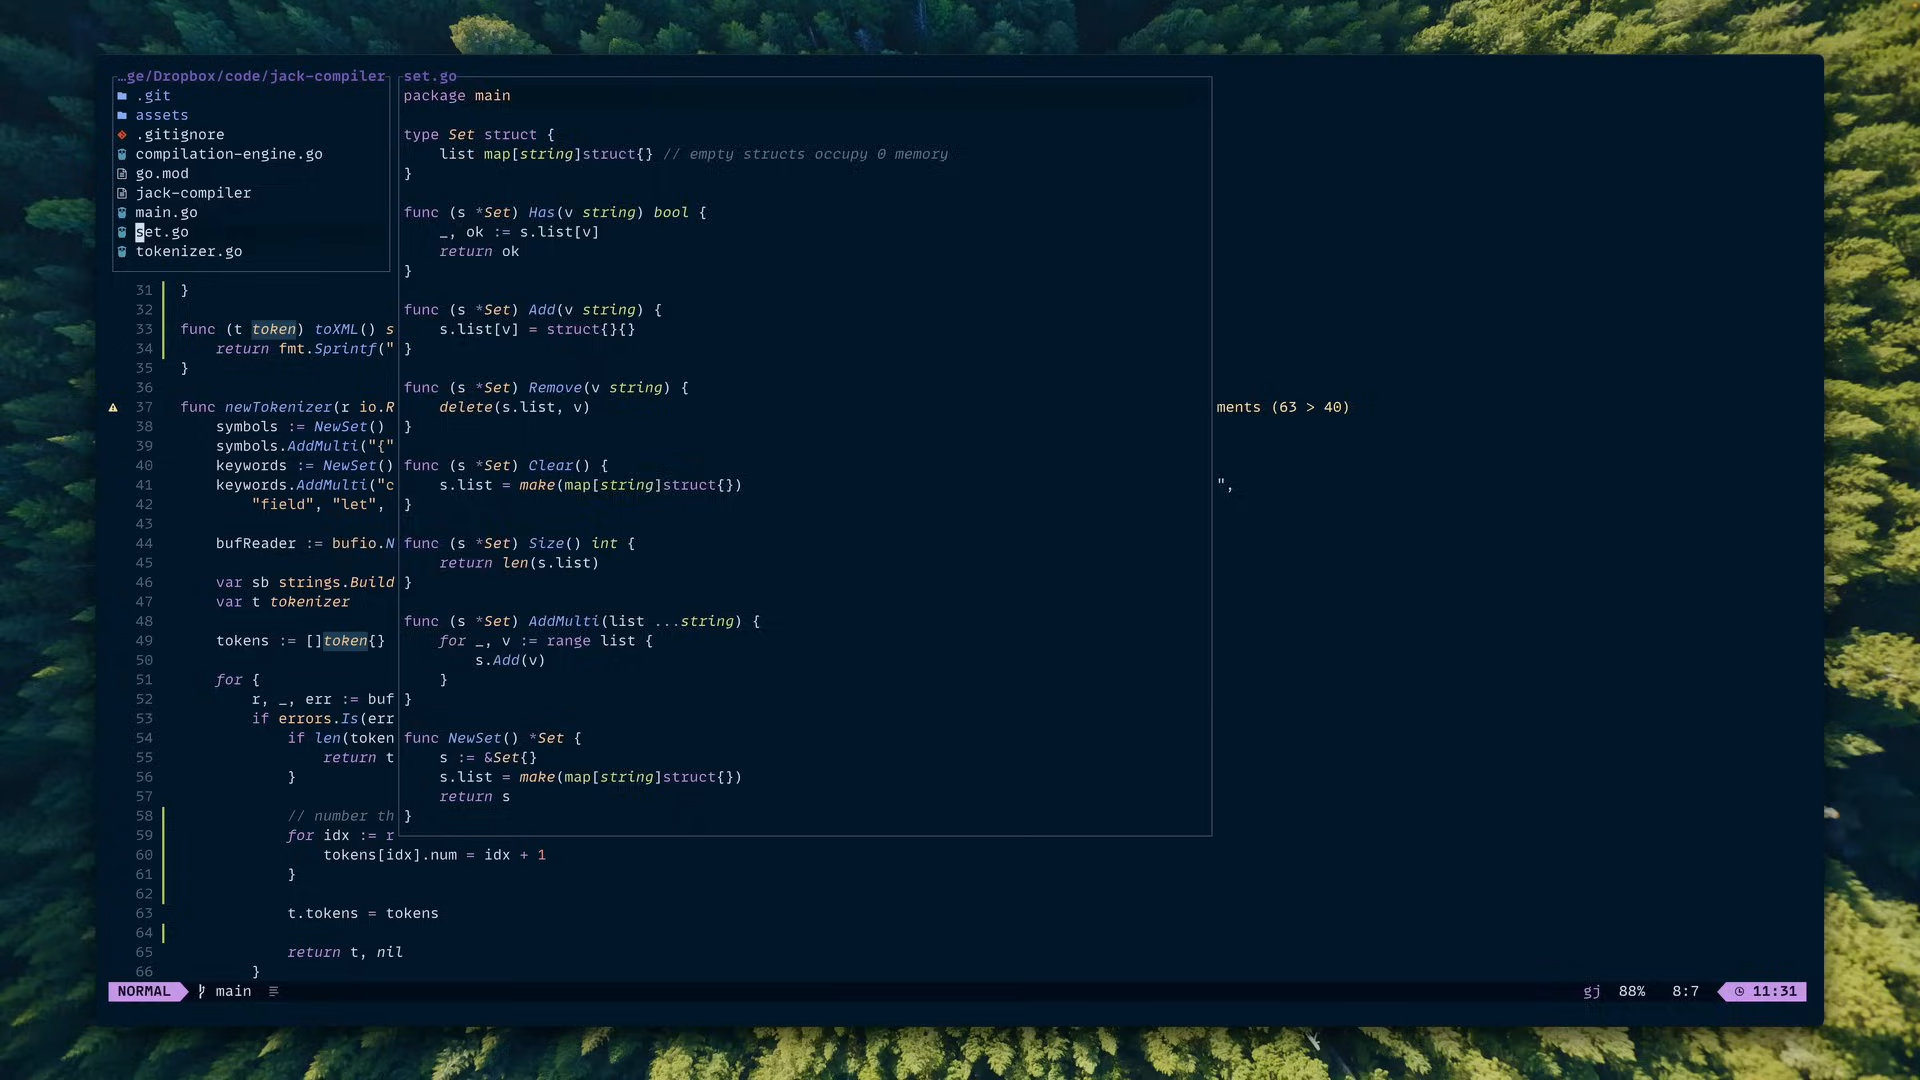 …ge/Dropbox/code/jack-compiler
.git
assets
.gitignore
compilation-engine.go
go.mod
jack-compiler
main.go
set.go
tokenizer.go
set.go
package main
type Set struct {
    list map[string]struct{} // empty structs occupy 0 memory
}
func (s *Set) Has(v string) bool {
    _, ok := s.list[v]
    return ok
}
func (s *Set) Add(v string) {
    s.list[v] = struct{}{}
}
func (s *Set) Remove(v string) {
    delete(s.list, v)
}
func (s *Set) Clear() {
    s.list = make(map[string]struct{})
}
func (s *Set) Size() int {
    return len(s.list)
}
func (s *Set) AddMulti(list ...string) {
    for _, v := range list {
        s.Add(v)
    }
}
func NewSet() *Set {
    s := &Set{}
    s.list = make(map[string]struct{})
    return s
}
31 }
32
33 func (t token) toXML() s
34     return fmt.Sprintf("
35 }
36
37 func newTokenizer(r io.R ments (63 > 40)
38     symbols := NewSet()
39     symbols.AddMulti("{"
40     keywords := NewSet()
41     keywords.AddMulti("c ",
42         "field", "let",
43
44     bufReader := bufio.N
45
46     var sb strings.Build
47     var t tokenizer
48
49     tokens := []token{}
50
51     for {
52         r, _, err := buf
53         if errors.Is(err
54             if len(token
55                 return t
56             }
57
58             // number th
59             for idx := r
60                 tokens[idx].num = idx + 1
61             }
62
63             t.tokens = tokens
64
65             return t, nil
66         }
NORMAL main gj 88% 8:7 11:31